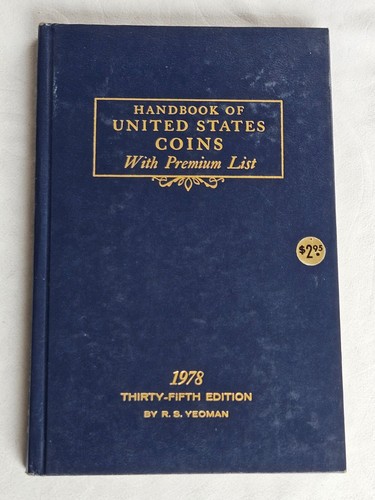 HANDBOOK OF
UNITED STATES
COINS
With Premium List
$2.95
1978
THIRTY-FIFTH EDITION
BY R. S. YEOMAN